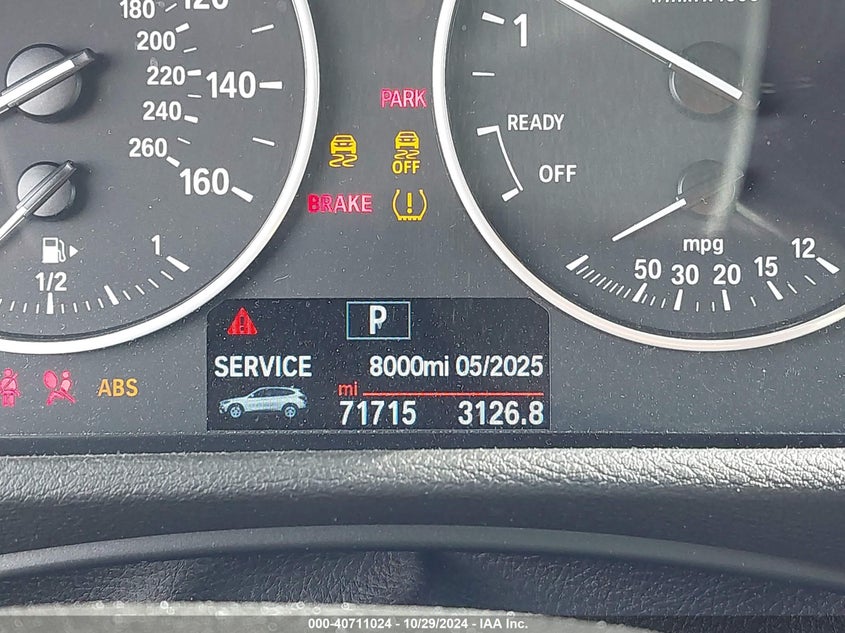 120
180
200
220
140
240
260
160
1/2
1
1
READY
OFF
mpg
50 30 20 15 12
PARK
OFF
BRAKE
P
SERVICE 8000mi 05/2025
mi
71715 3126.8
ABS
000-40711024 - 10/29/2024 - IAA Inc.